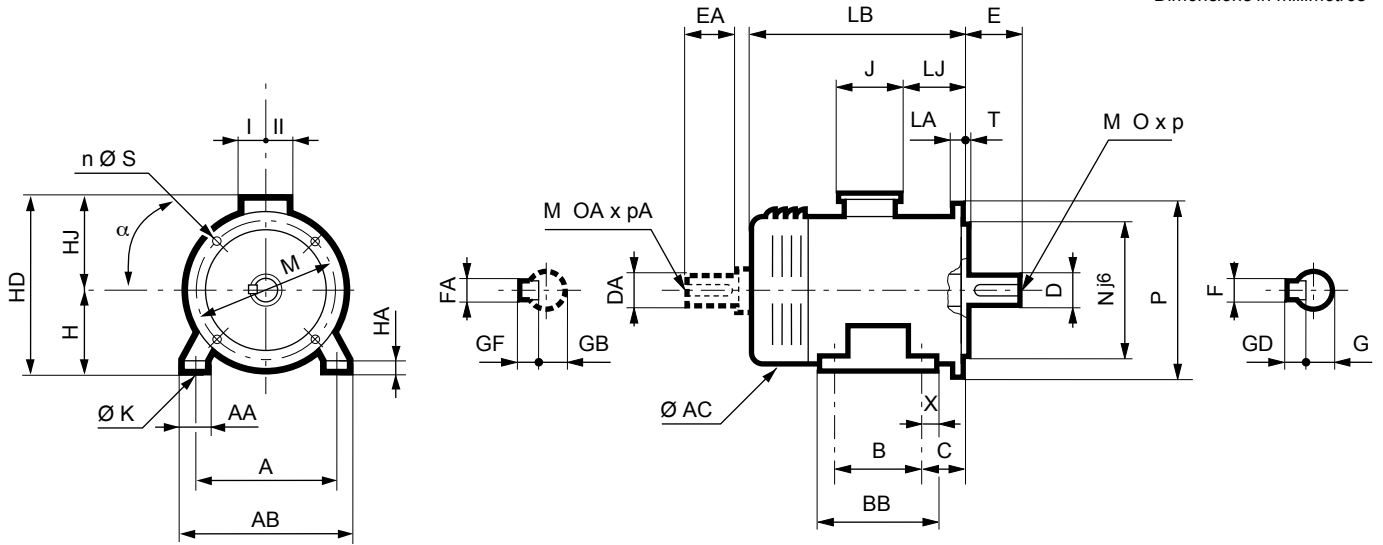 Dimensions in millimetres
EA
LB
E
J
LJ
I
II
LA
T
M O x p
n Ø S
α
HJ
HD
H
M
HA
M OA x pA
FA
DA
D
N j6
P
F
GF
GB
GD
G
Ø K
AA
Ø AC
X
A
B
C
AB
BB